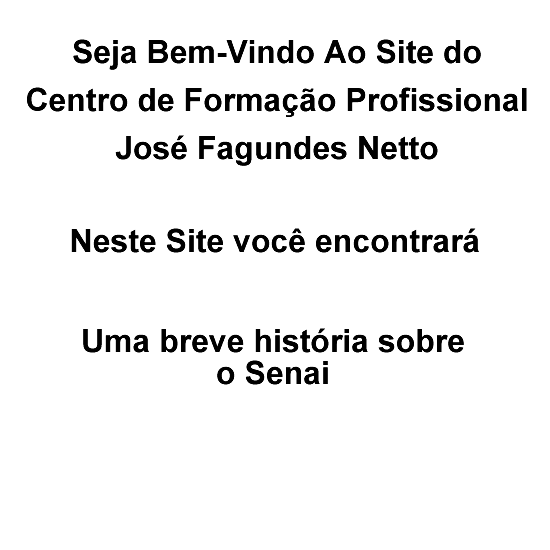 Seja Bem-Vindo Ao Site do
Centro de Formação Profissional
José Fagundes Netto
Neste Site você encontrará
Uma breve história sobre
o Senai